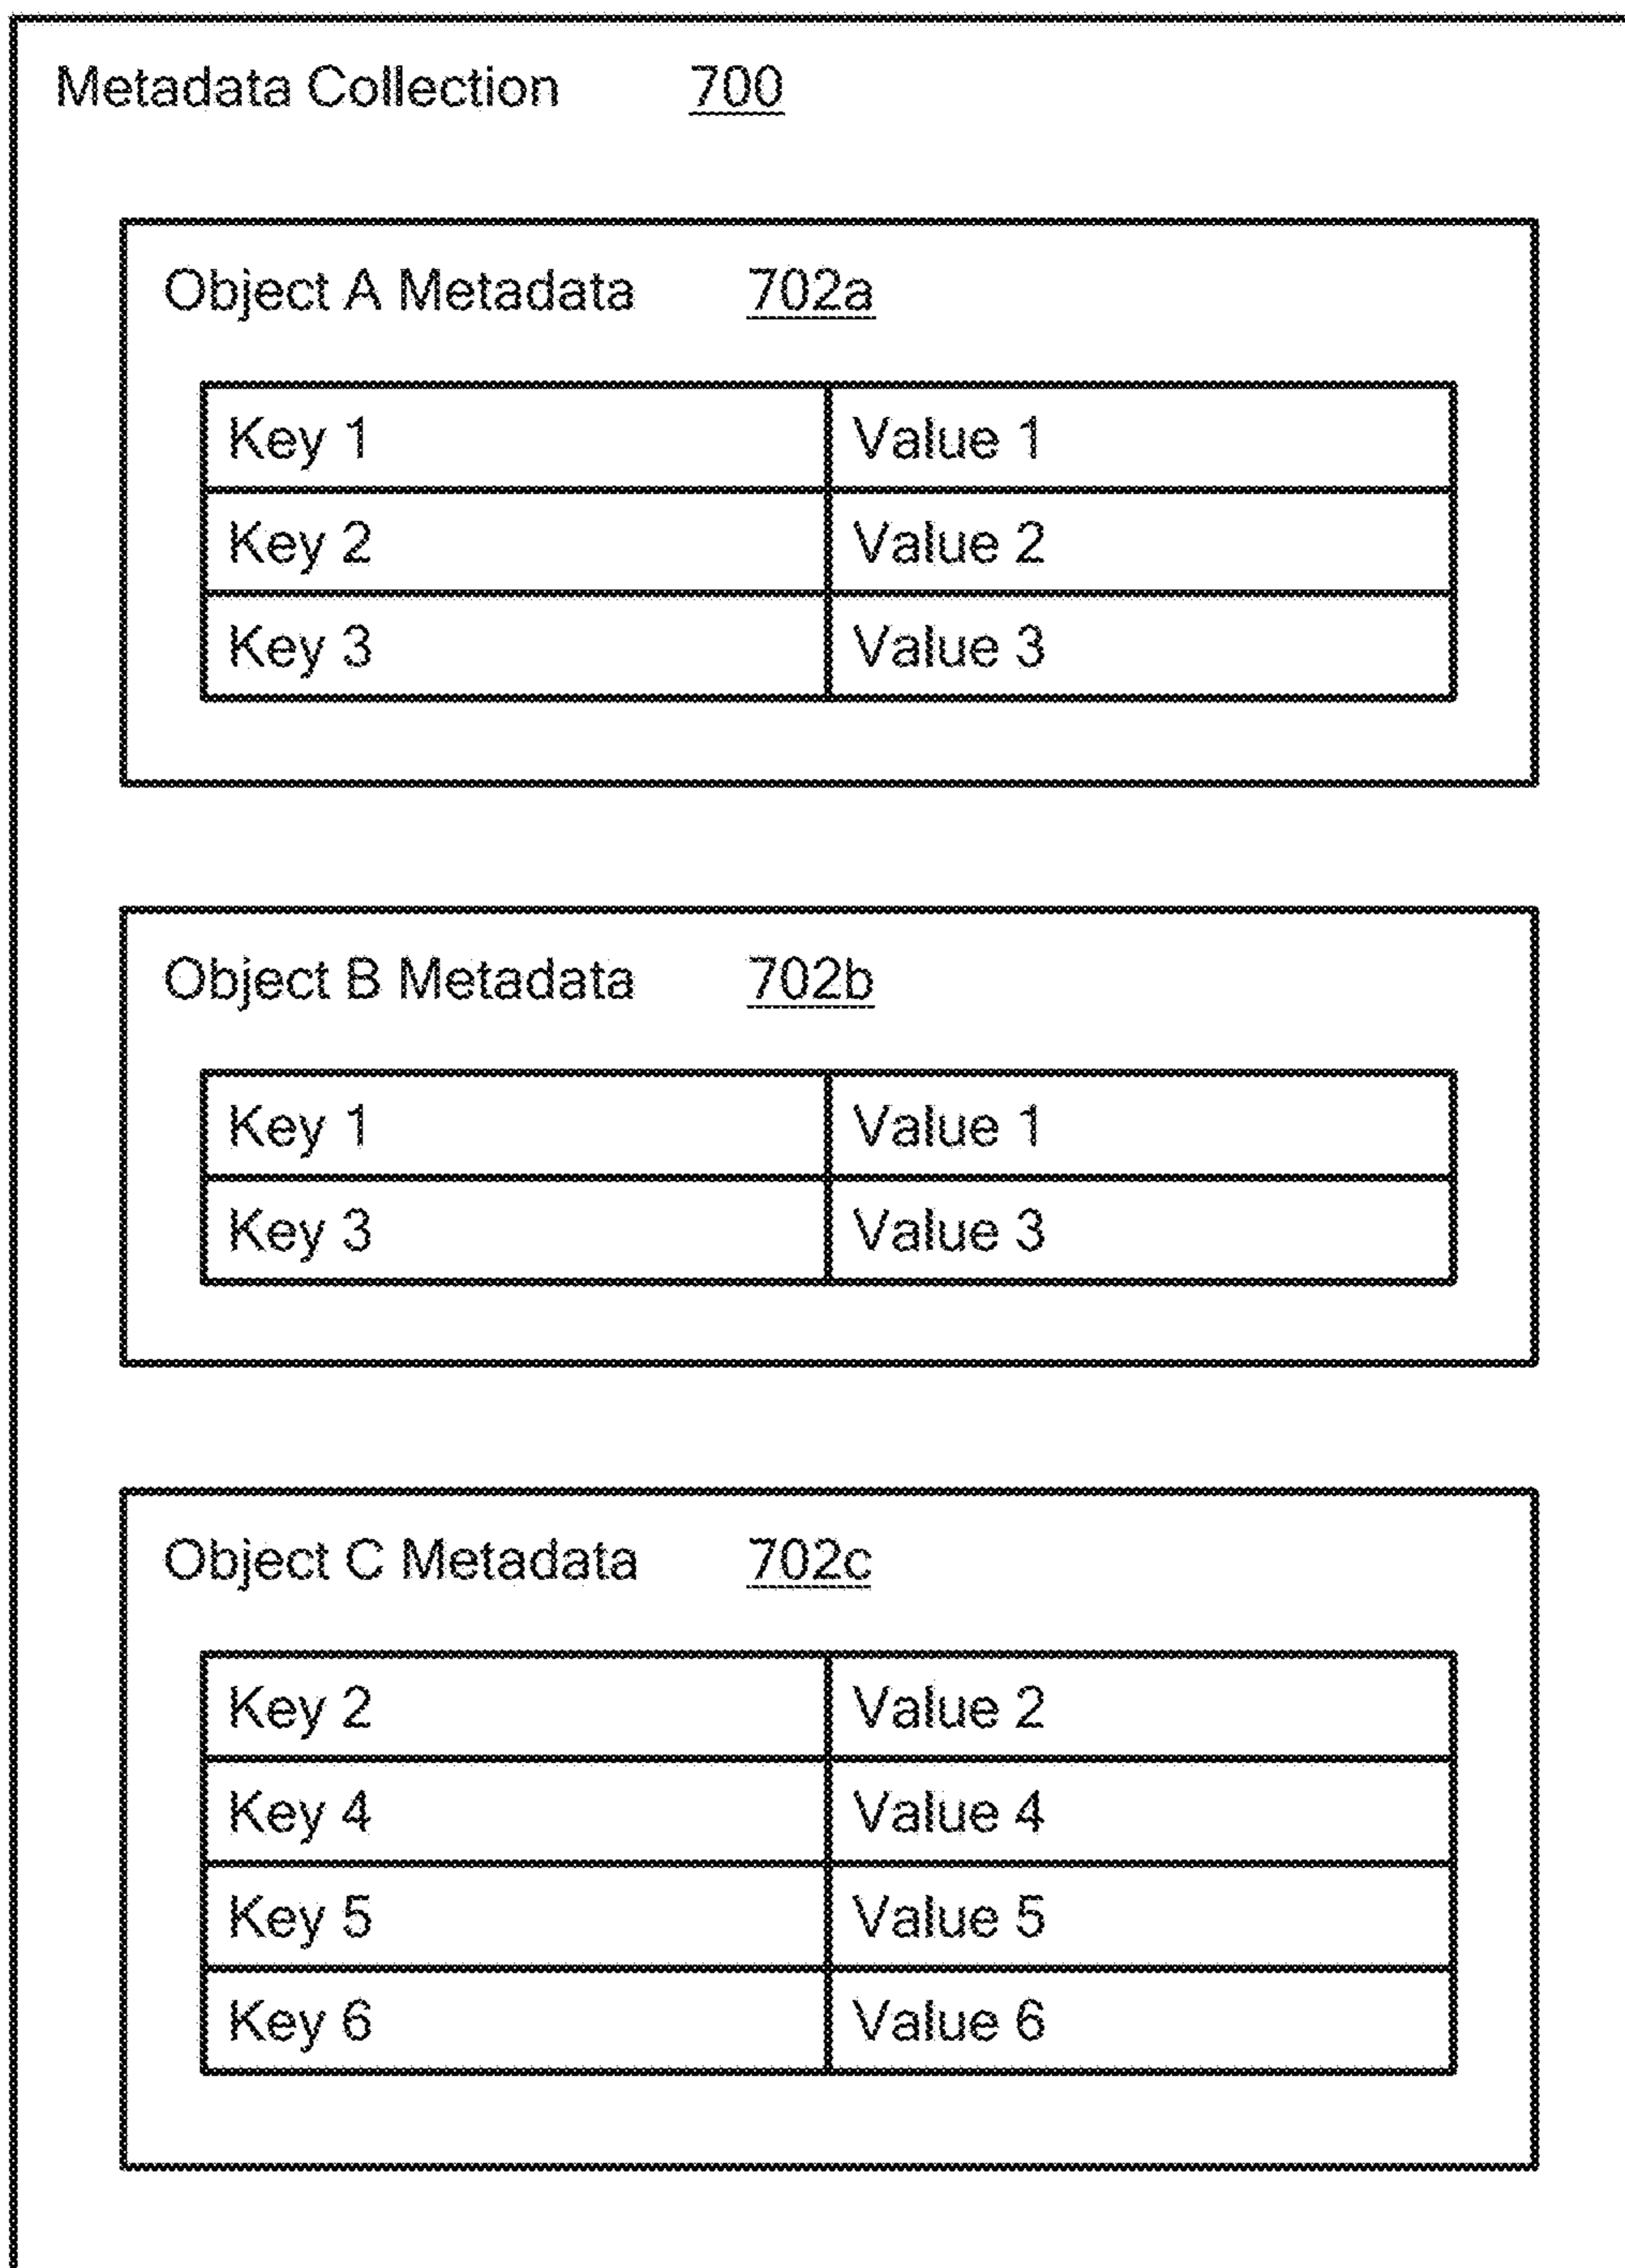 Metadata Collection 700
Object A Metadata 702a
Key 1 Value 1
Key 2 Value 2
Key 3 Value 3
Object B Metadata 702b
Key 1 Value 1
Key 3 Value 3
Object C Metadata 702c
Key 2 Value 2
Key 4 Value 4
Key 5 Value 5
Key 6 Value 6